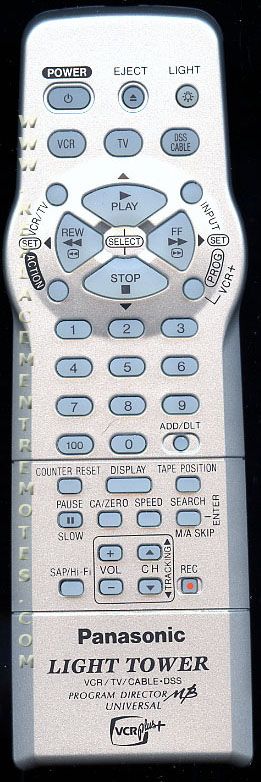 POWER EJECT LIGHT
VCR TV DSS CABLE
VCR/TV INPUT
PLAY
REW FF
SET SELECT SET
ACTION STOP PROG
VCR+
1 2 3
4 5 6
7 8 9
100 0 ADD/DLT
COUNTER RESET DISPLAY TAPE POSITION
PAUSE CA/ZERO SPEED SEARCH
ENTER
SLOW M/A SKIP
+
VOL CH TRACKING
SAP/Hi-Fi − REC
Panasonic
LIGHT TOWER
VCR/TV/CABLE•DSS
PROGRAM DIRECTOR MB
UNIVERSAL
VCR Plus+
WWW.REPLACEMENTREMOTES.COM